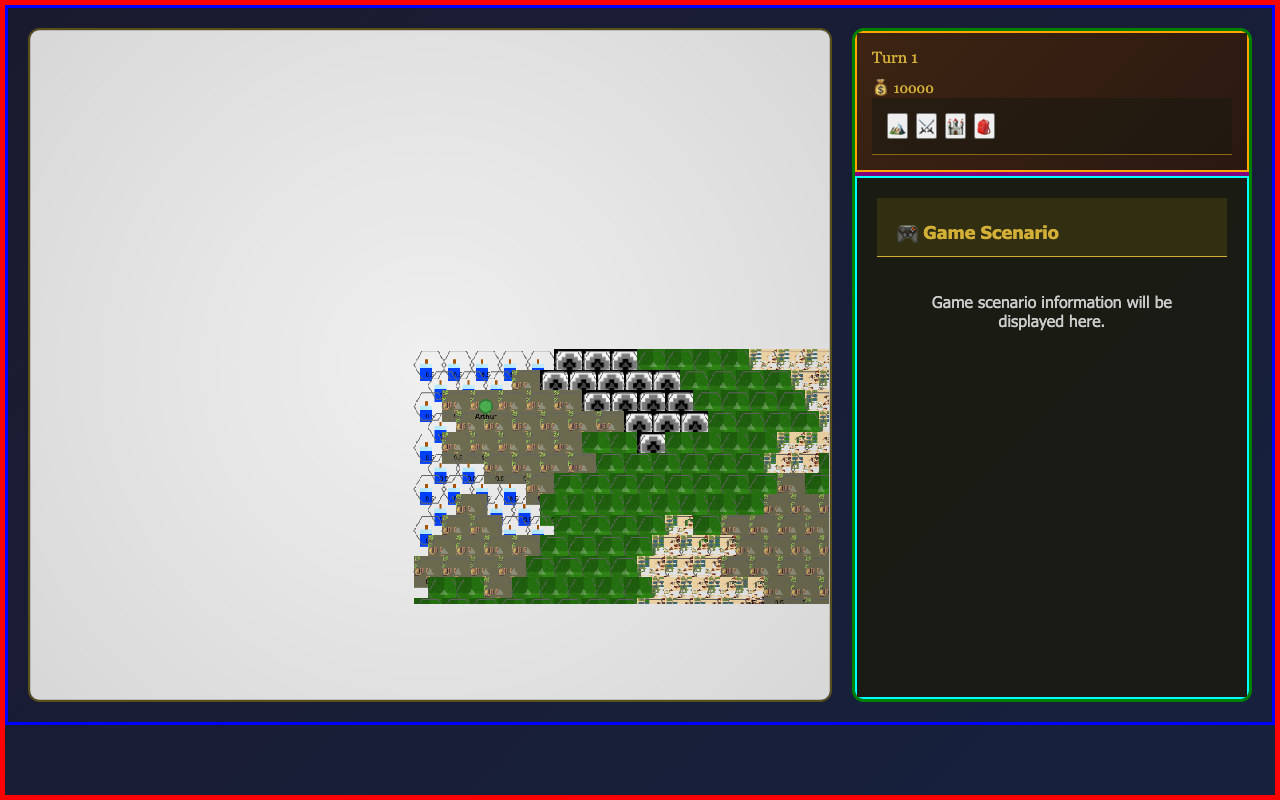 Turn 1
💰 10000
🎮 Game Scenario
Game scenario information will be
displayed here.
Arthur